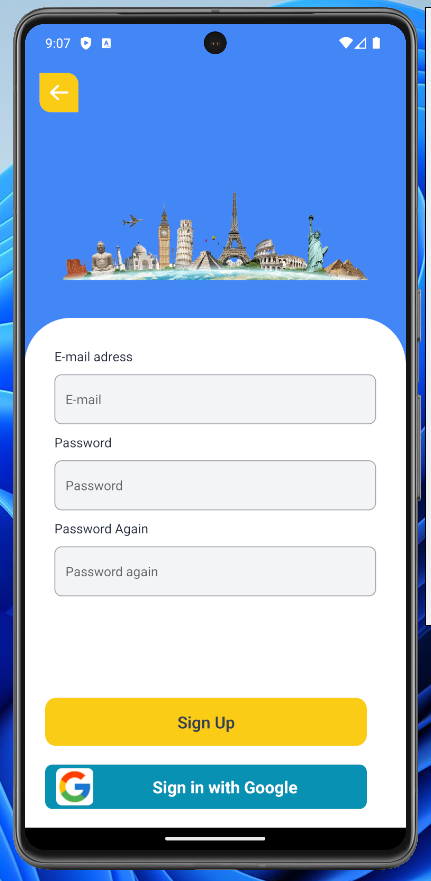 9:07
E-mail adress
E-mail
Password
Password
Password Again
Password again
Sign Up
Sign in with Google